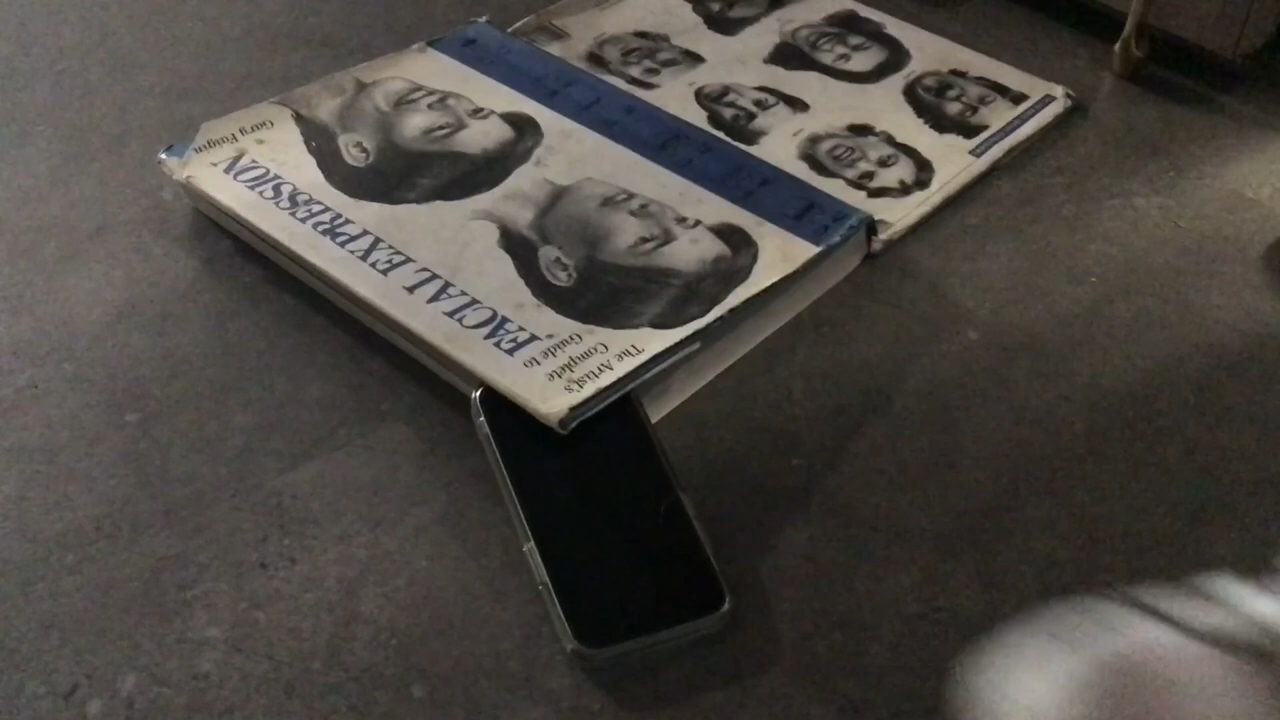 The Artist's
Complete
Guide to
FACIAL EXPRESSION
Gary Faigin